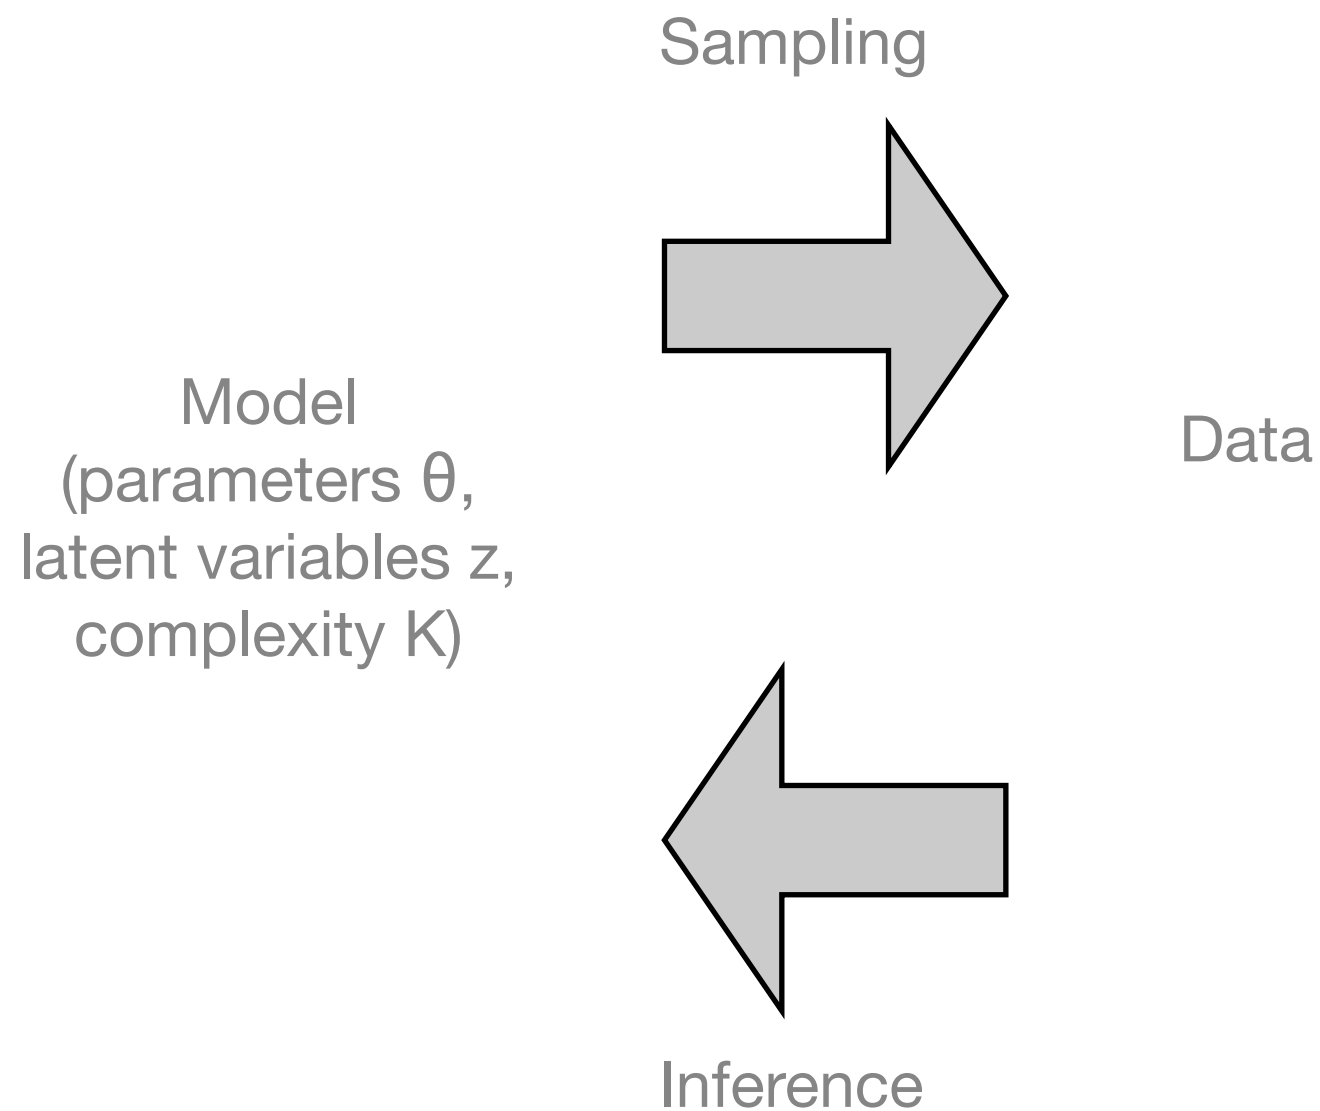 Sampling
Model
(parameters θ,
latent variables z,
complexity K)
Data
Inference